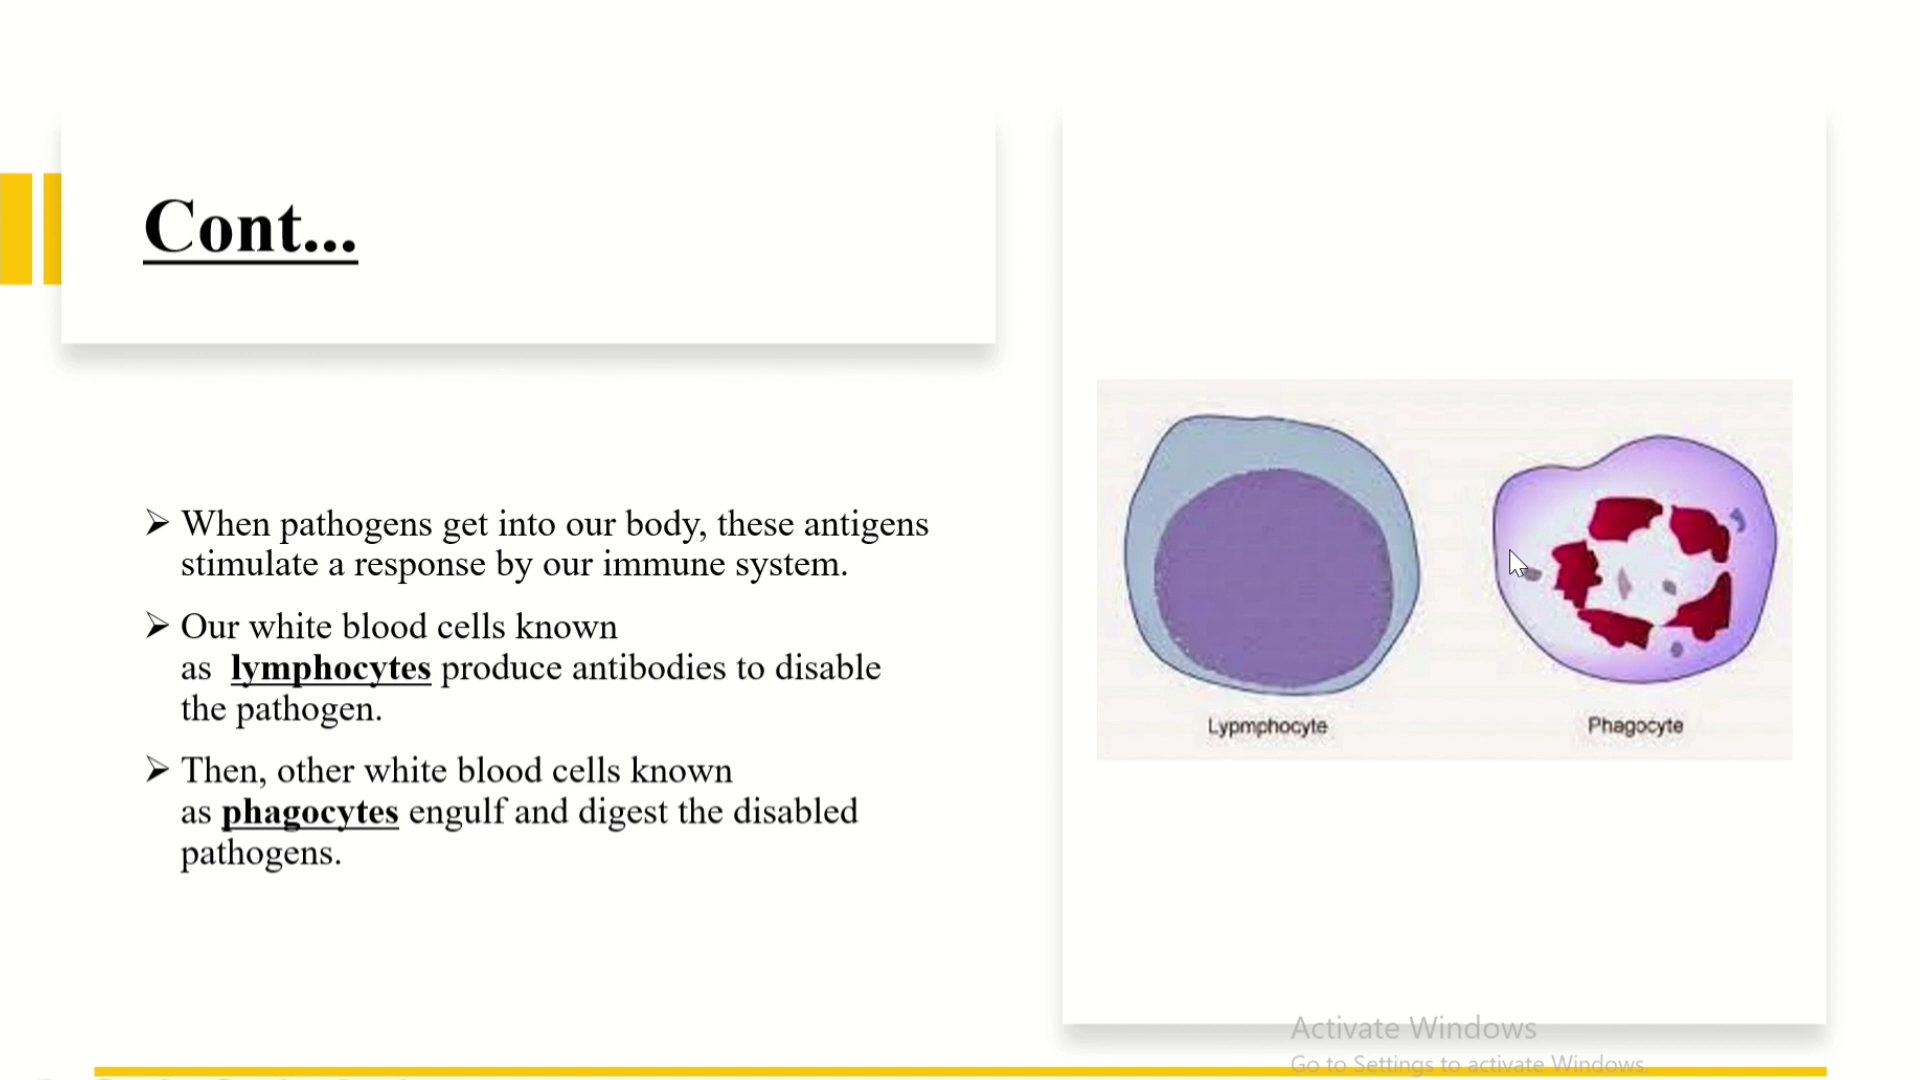 Cont...
➢ When pathogens get into our body, these antigens
stimulate a response by our immune system.
➢ Our white blood cells known
as lymphocytes produce antibodies to disable
the pathogen.
➢ Then, other white blood cells known
as phagocytes engulf and digest the disabled
pathogens.
Lypmphocyte
Phagocyte
Activate Windows
Go to Settings to activate Windows.